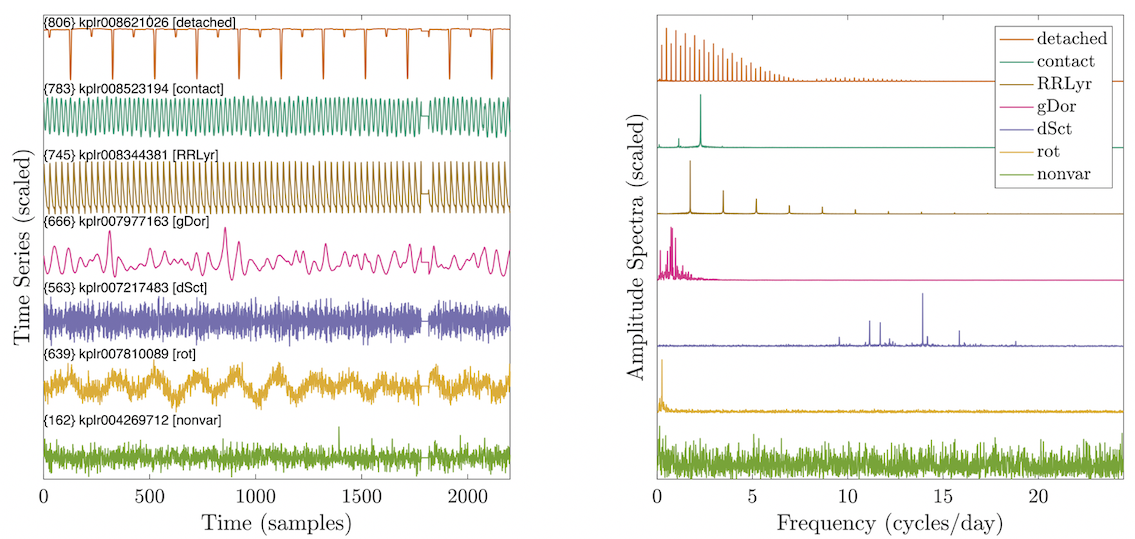 {806} kplr008621026 [detached]
{783} kplr008523194 [contact]
{745} kplr008344381 [RRLyr]
{666} kplr007977163 [gDor]
{563} kplr007217483 [dSct]
{639} kplr007810089 [rot]
{162} kplr004269712 [nonvar]
Time Series (scaled)
0 500 1000 1500 2000
Time (samples)
detached
contact
RRLyr
gDor
dSct
rot
nonvar
Amplitude Spectra (scaled)
0 5 10 15 20
Frequency (cycles/day)